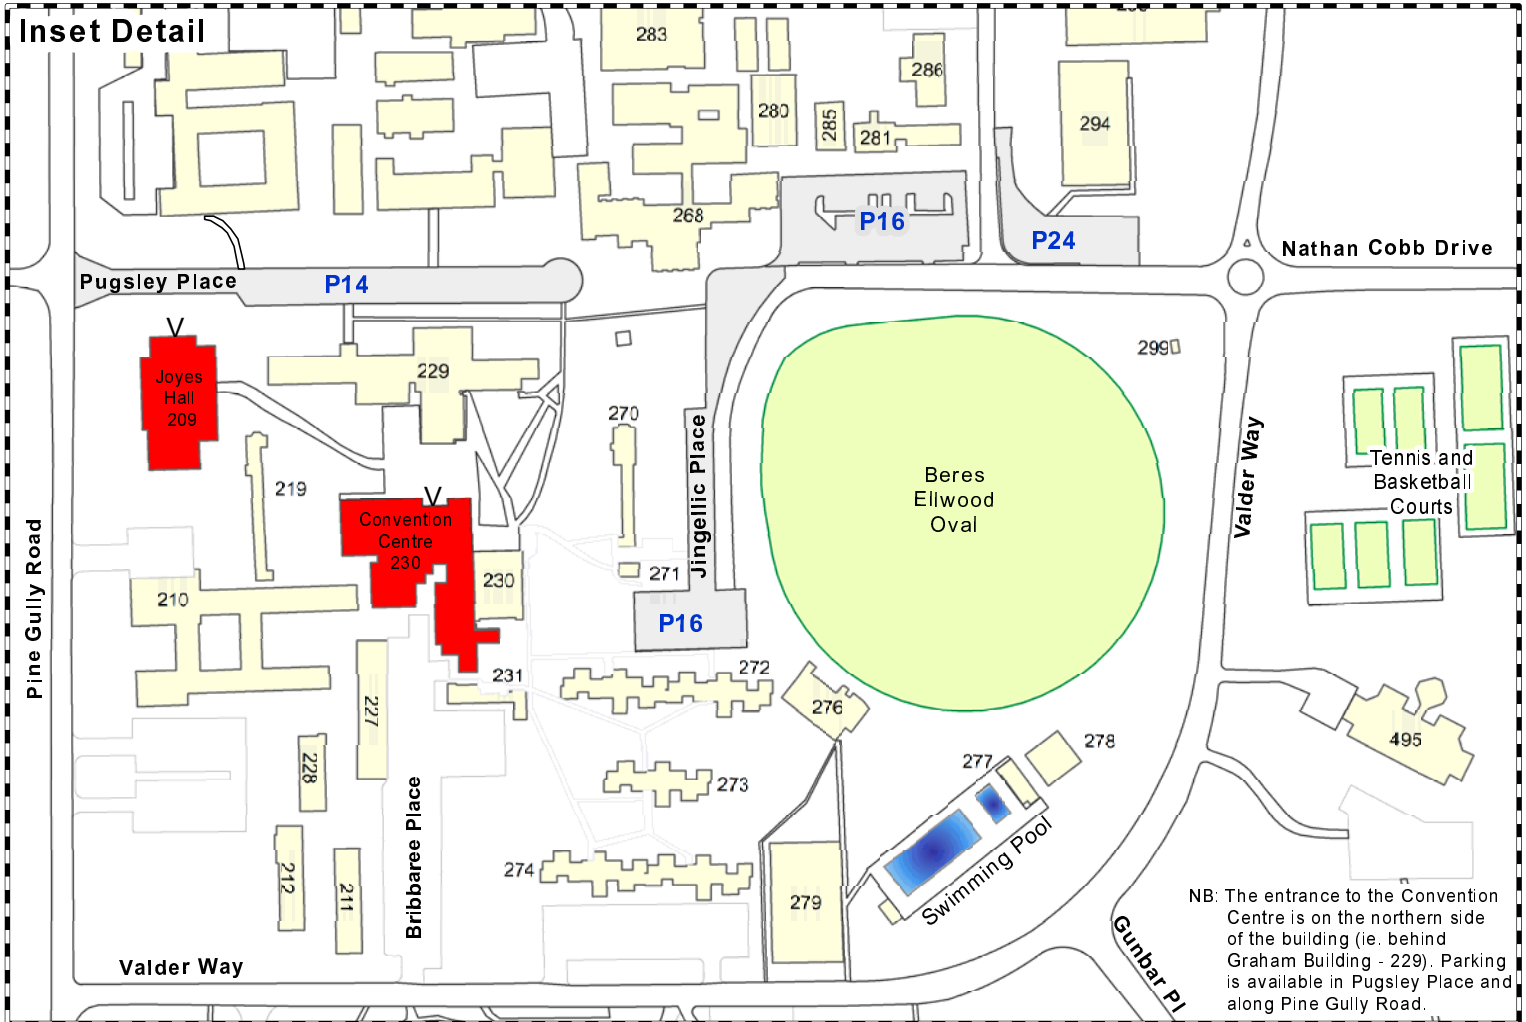 Inset Detail
283
286
280
285
281
294
268
P16
P24
Nathan Cobb Drive
Pugsley Place
P14
V
299
Joyes
Hall
209
229
270
Jingellic Place
Valder Way
Tennis and
Basketball
Courts
Beres
Ellwood
Oval
219
V
Convention
Centre
230
230
271
210
P16
Pine Gully Road
231
272
276
227
495
278
277
228
273
Swimming Pool
Bribbaree Place
274
212
211
279
NB: The entrance to the Convention
Centre is on the northern side
of the building (ie. behind
Graham Building - 229). Parking
is available in Pugsley Place and
along Pine Gully Road.
Gunbar Pl
Valder Way